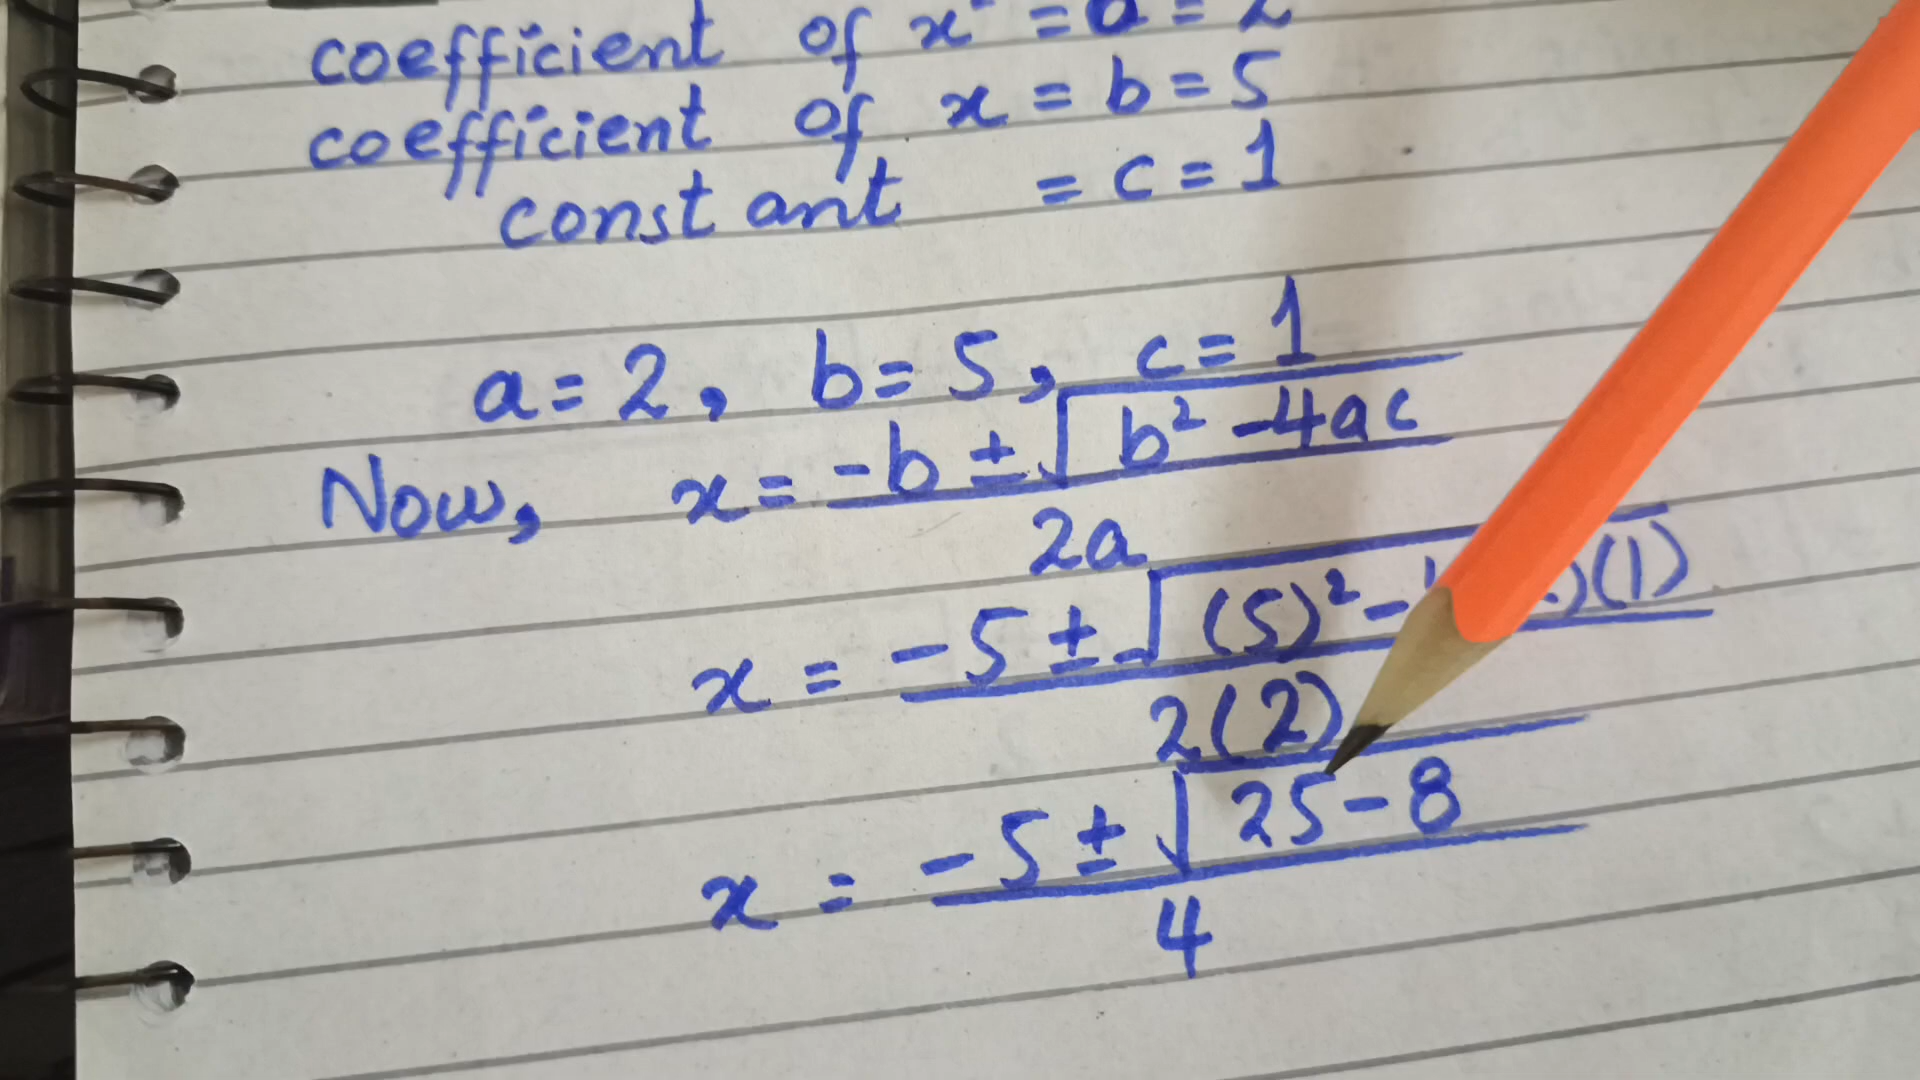 coefficient of x² = a = 2
coefficient of x = b = 5
constant = c = 1
a = 2, b = 5, c = 1
Now, x = -b ± √b² - 4ac
2a
x = -5 ± √(5)² - )(1)
2(2)
x = -5 ± √25 - 8
4